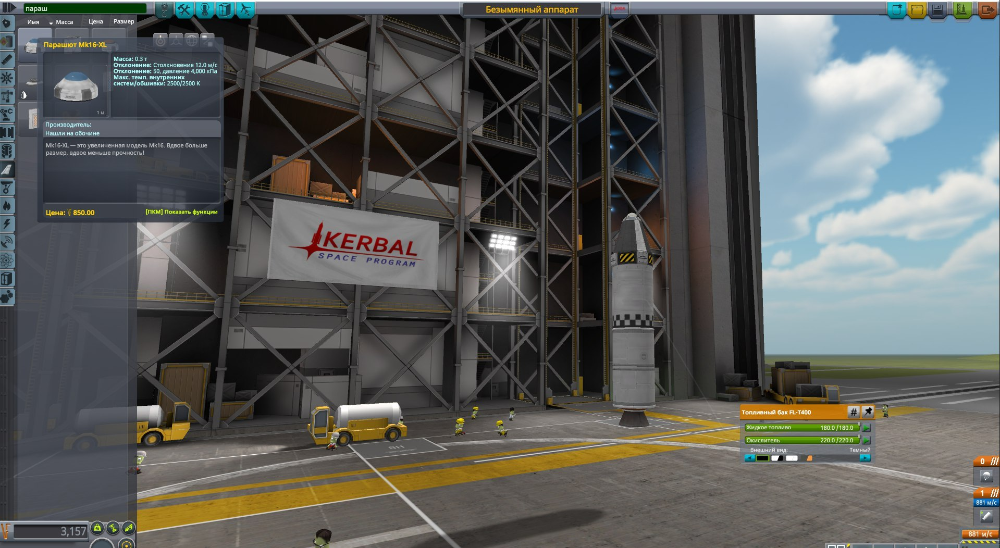 параш
Безымянный аппарат
Имя Масса Цена Размер
Парашют Mk16-XL
Масса: 0.3 т
Отклонение: Столкновение 12.0 м/с
Отклонение: 50, давление 4,000 кПа
Макс. темп. внутренних
систем/обшивки: 2500/2500 К
1 м
Производитель:
Нашли на обочине
Mk16-XL — это увеличенная модель Mk16. Вдвое больше
размер, вдвое меньше прочность!
Цена: 850.00 [ПКМ] Показать функции
KERBAL
SPACE PROGRAM
Топливный бак FL-T400 #
Жидкое топливо 180.0 / 180.0
Окислитель 220.0 / 220.0
Внешний вид: Темный
0
1
881 м/с
881 м/с
3,157